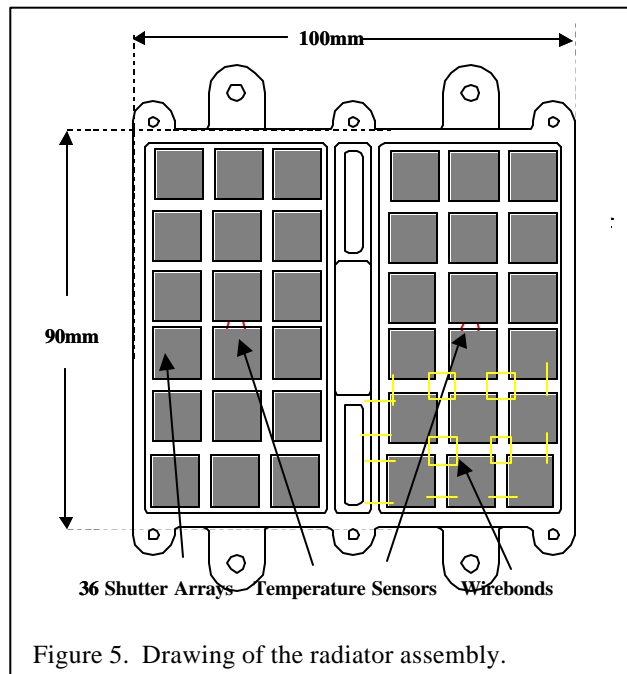 100mm
90mm
36 Shutter Arrays Temperature Sensors Wirebonds
Figure 5. Drawing of the radiator assembly.